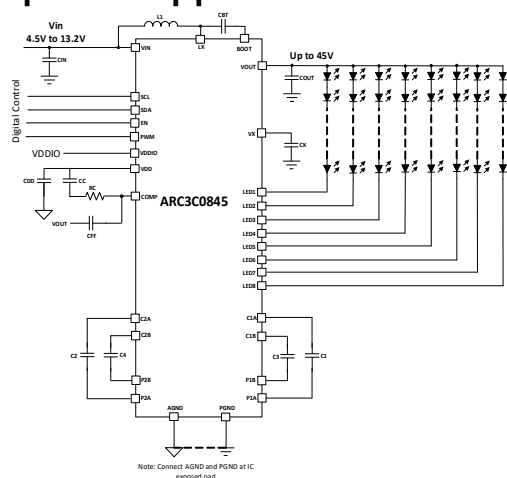 L1
CBT
Vin
4.5V to 13.2V
CIN
VIN
LX
BOOT
VOUT
Up to 45V
COUT
Digital Control
SCL
SDA
EN
PWM
VX
CX
VDDIO
VDDIO
VDD
CDD
CC
RC
COMP
ARC3C0845
VOUT
CFF
LED1
LED2
LED3
LED4
LED5
LED6
LED7
LED8
C2A
C2B
C2
C4
P2B
P2A
C1A
C1B
C3
C1
P1B
P1A
AGND
PGND
Note: Connect AGND and PGND at IC
exposed pad